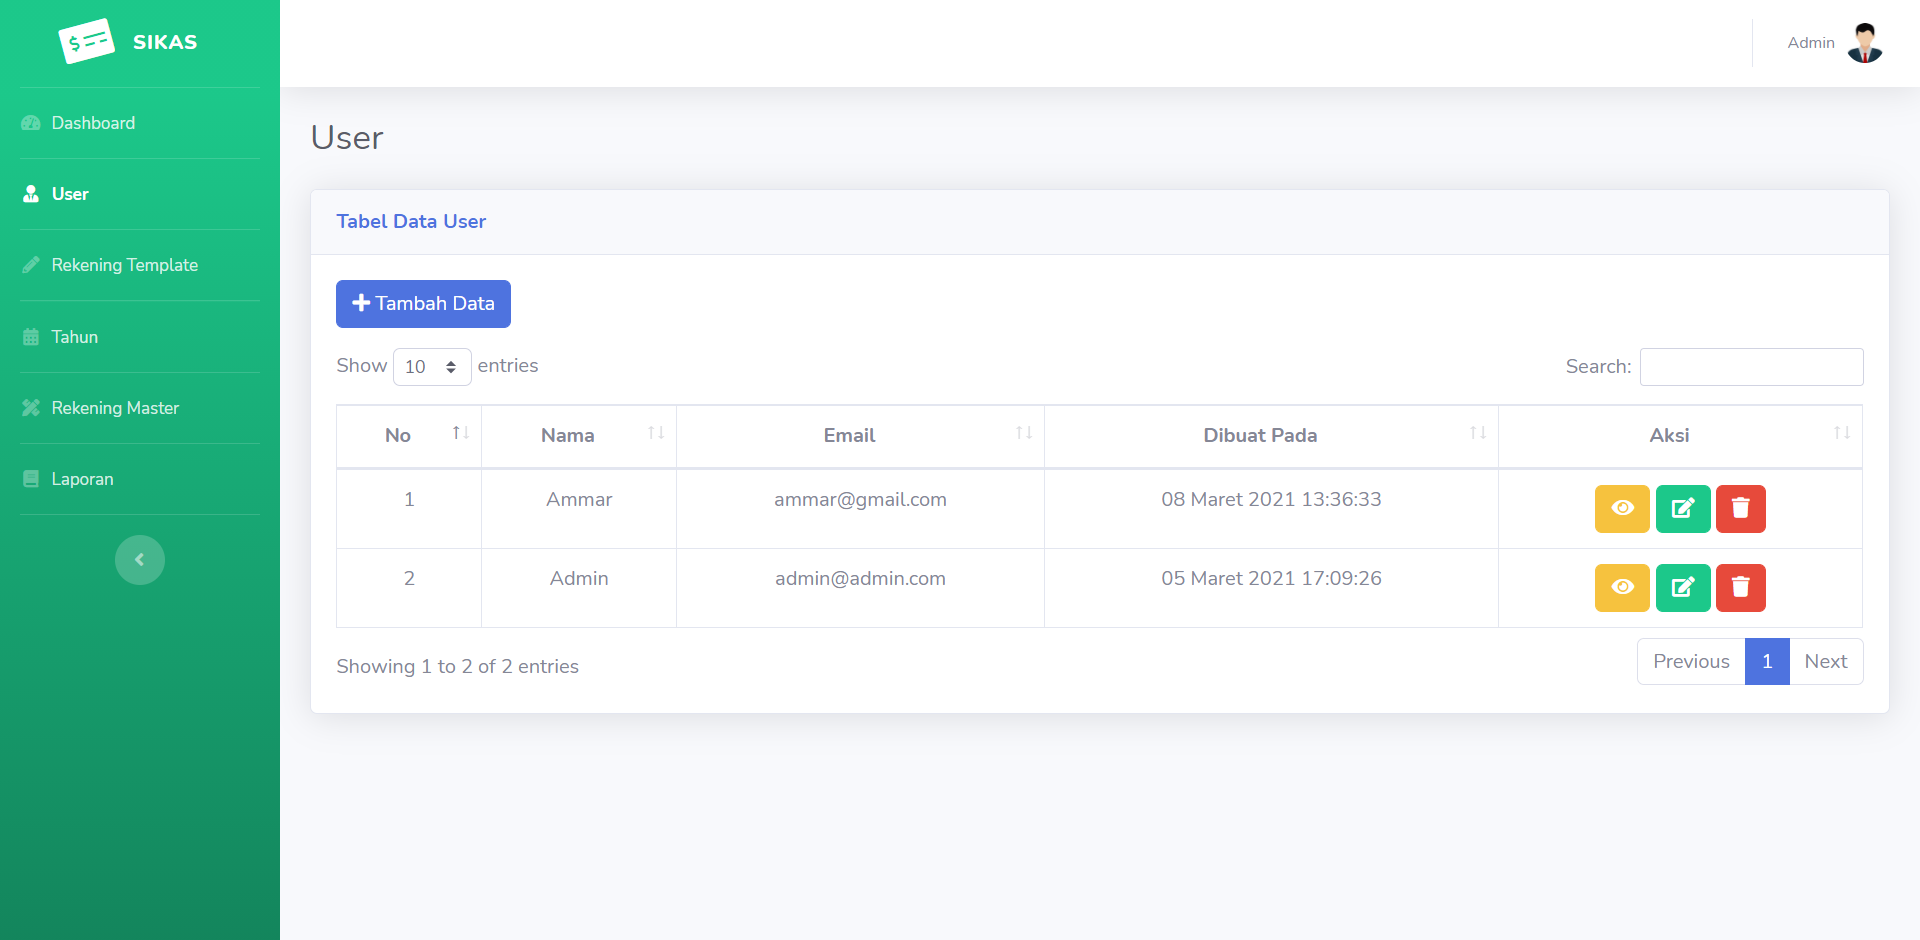 SIKAS
Admin
Dashboard
User
Rekening Template
Tahun
Rekening Master
Laporan
User
Tabel Data User
Tambah Data
Show 10 entries
Search:
No Nama Email Dibuat Pada Aksi
1 Ammar ammar@gmail.com 08 Maret 2021 13:36:33
2 Admin admin@admin.com 05 Maret 2021 17:09:26
Showing 1 to 2 of 2 entries
Previous 1 Next